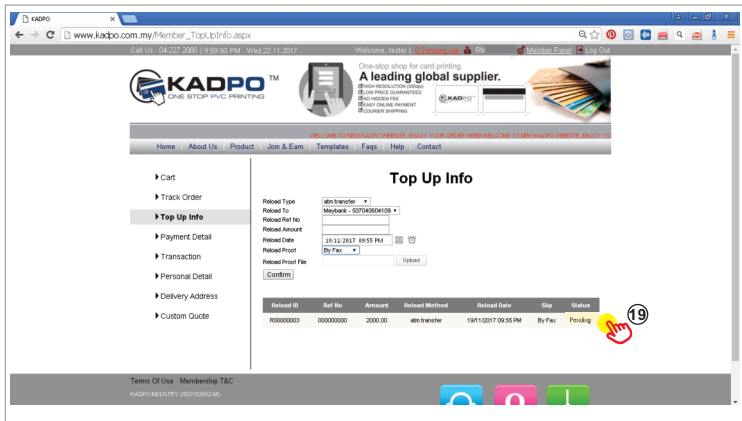 KADPO
www.kadpo.com.my/Member_TopUpInfo.aspx
Call Us : 04-227 2080 | 9:59:50 PM Wed,22.11.2017 Welcome, tester | 0 Pending Job RM Member Panel Log Out
KADPO TM
ONE STOP PVC PRINTING
One-stop shop for card printing.
A leading global supplier.
HIGH RESOLUTION (300dpi)
LOW PRICE GUARANTEED
NO HIDDEN FEE
EASY ONLINE PAYMENT
COURIER SHIPPING
KADPO
WELCOME TO NEW KADPO WEBSITE, ENJOY YOUR ORDER HERE! WELCOME TO NEW KADPO WEBSITE, ENJOY YO
Home About Us Product Join & Earn Templates Faqs Help Contact
Cart
Track Order
Top Up Info
Payment Detail
Transaction
Personal Detail
Delivery Address
Custom Quote
Top Up Info
Reload Type atm transfer
Reload To Maybank - 507040604109
Reload Ref No
Reload Amount
Reload Date 19/11/2017 09:55 PM
Reload Proof By Fax
Reload Proof File Upload
Confirm
Reload ID Ref No Amount Reload Method Reload Date Slip Status
R00000003 000000000 2000.00 atm transfer 19/11/2017 09:55 PM By Fax Pending
19
Terms Of Use Membership T&C
KADPO INDUSTRY (002182652-M)